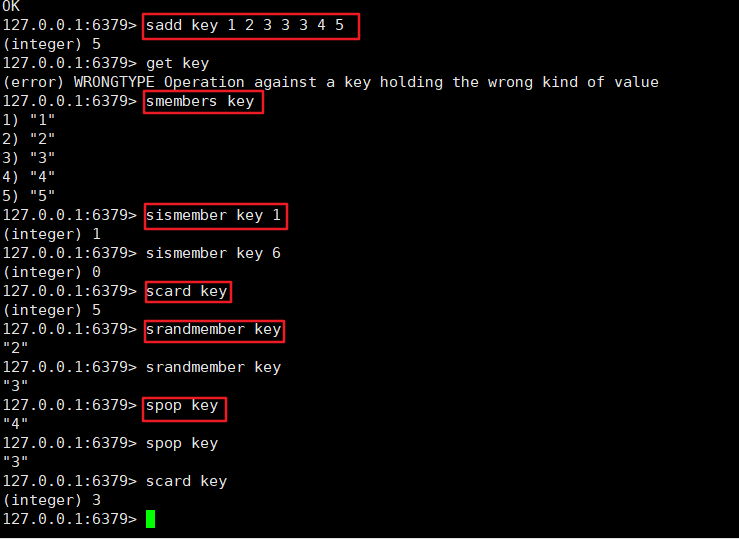 OK
127.0.0.1:6379> sadd key 1 2 3 3 3 4 5
(integer) 5
127.0.0.1:6379> get key
(error) WRONGTYPE Operation against a key holding the wrong kind of value
127.0.0.1:6379> smembers key
1) "1"
2) "2"
3) "3"
4) "4"
5) "5"
127.0.0.1:6379> sismember key 1
(integer) 1
127.0.0.1:6379> sismember key 6
(integer) 0
127.0.0.1:6379> scard key
(integer) 5
127.0.0.1:6379> srandmember key
"2"
127.0.0.1:6379> srandmember key
"3"
127.0.0.1:6379> spop key
"4"
127.0.0.1:6379> spop key
"3"
127.0.0.1:6379> scard key
(integer) 3
127.0.0.1:6379>